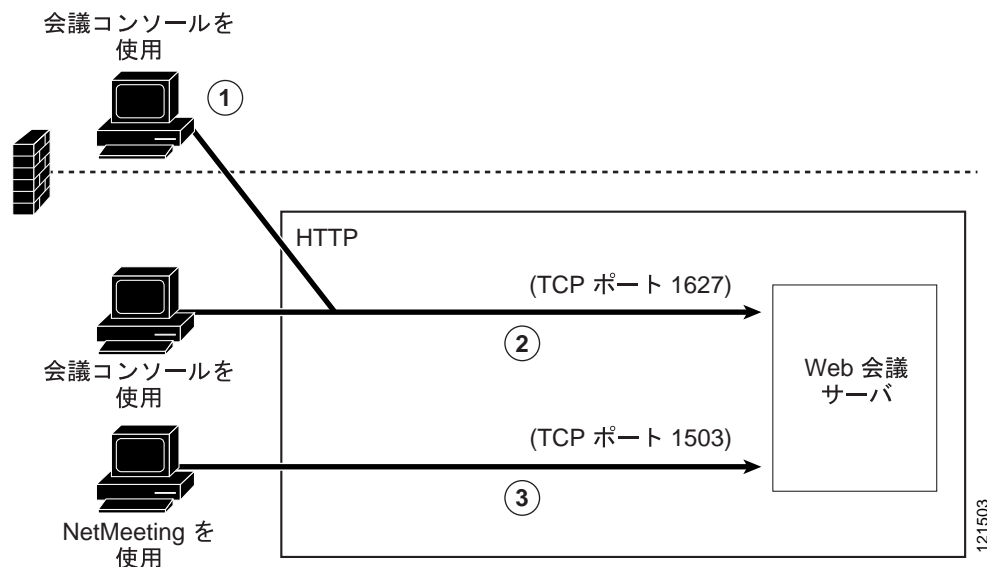 会議コンソールを
使用
1
HTTP
(TCP ポート 1627)
2
会議コンソールを
使用
Web 会議
サーバ
(TCP ポート 1503)
3
NetMeeting を
使用
121503